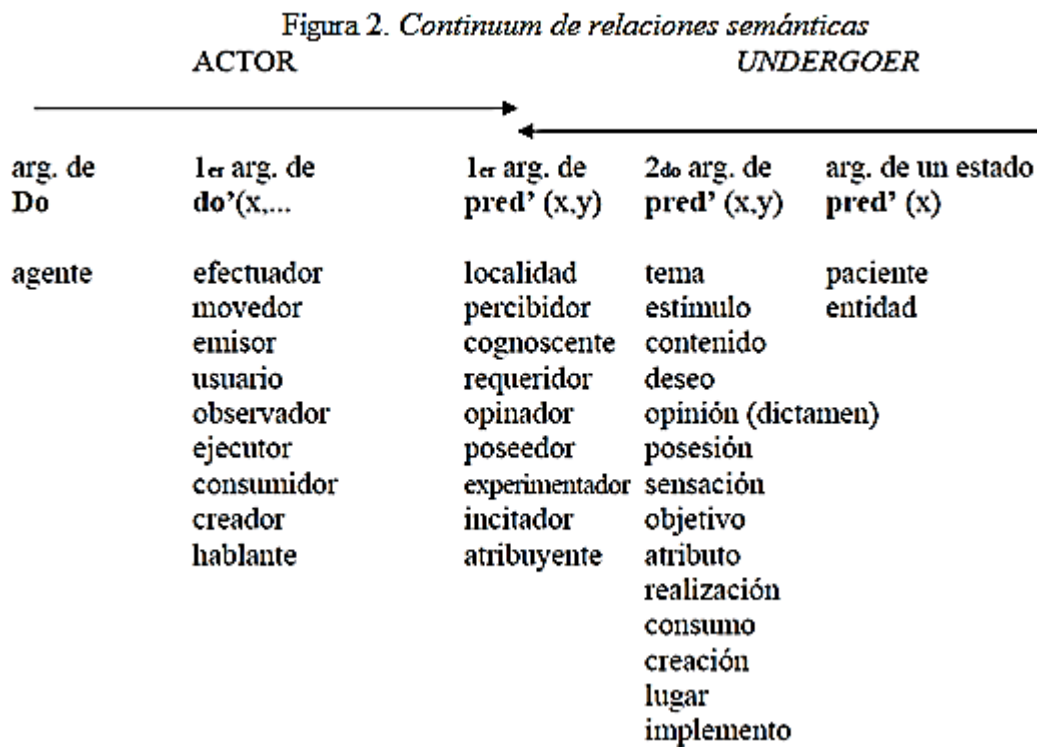 Figura 2. Continuum de relaciones semánticas
ACTOR UNDERGOER
arg. de 1er arg. de 1er arg. de 2do arg. de arg. de un estado
Do do’(x,... pred’ (x,y) pred’ (x,y) pred’ (x)
agente efectuador localidad tema paciente
movedor percibidor estímulo entidad
emisor cognoscente contenido
usuario requeridor deseo
observador opinador opinión (dictamen)
ejecutor poseedor posesión
consumidor experimentador sensación
creador incitador objetivo
hablante atribuyente atributo
realización
consumo
creación
lugar
implemento